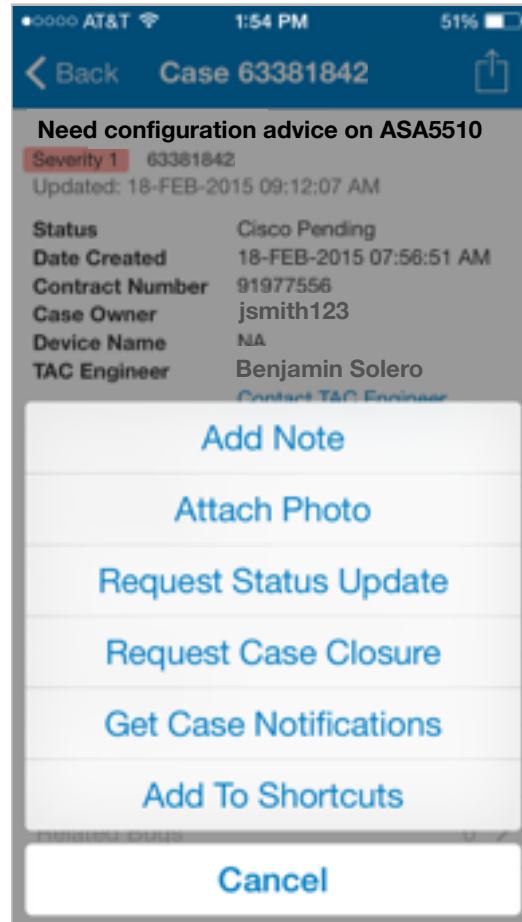 AT&T 1:54 PM 51%
Back Case 63381842
Need configuration advice on ASA5510
Severity 1 63381842
Updated: 18-FEB-2015 09:12:07 AM
Status Cisco Pending
Date Created 18-FEB-2015 07:56:51 AM
Contract Number 91977556
Case Owner jsmith123
Device Name NA
TAC Engineer Benjamin Solero
Contact TAC Engineer
Add Note
Attach Photo
Request Status Update
Request Case Closure
Get Case Notifications
Add To Shortcuts
Related Bugs 0
Cancel